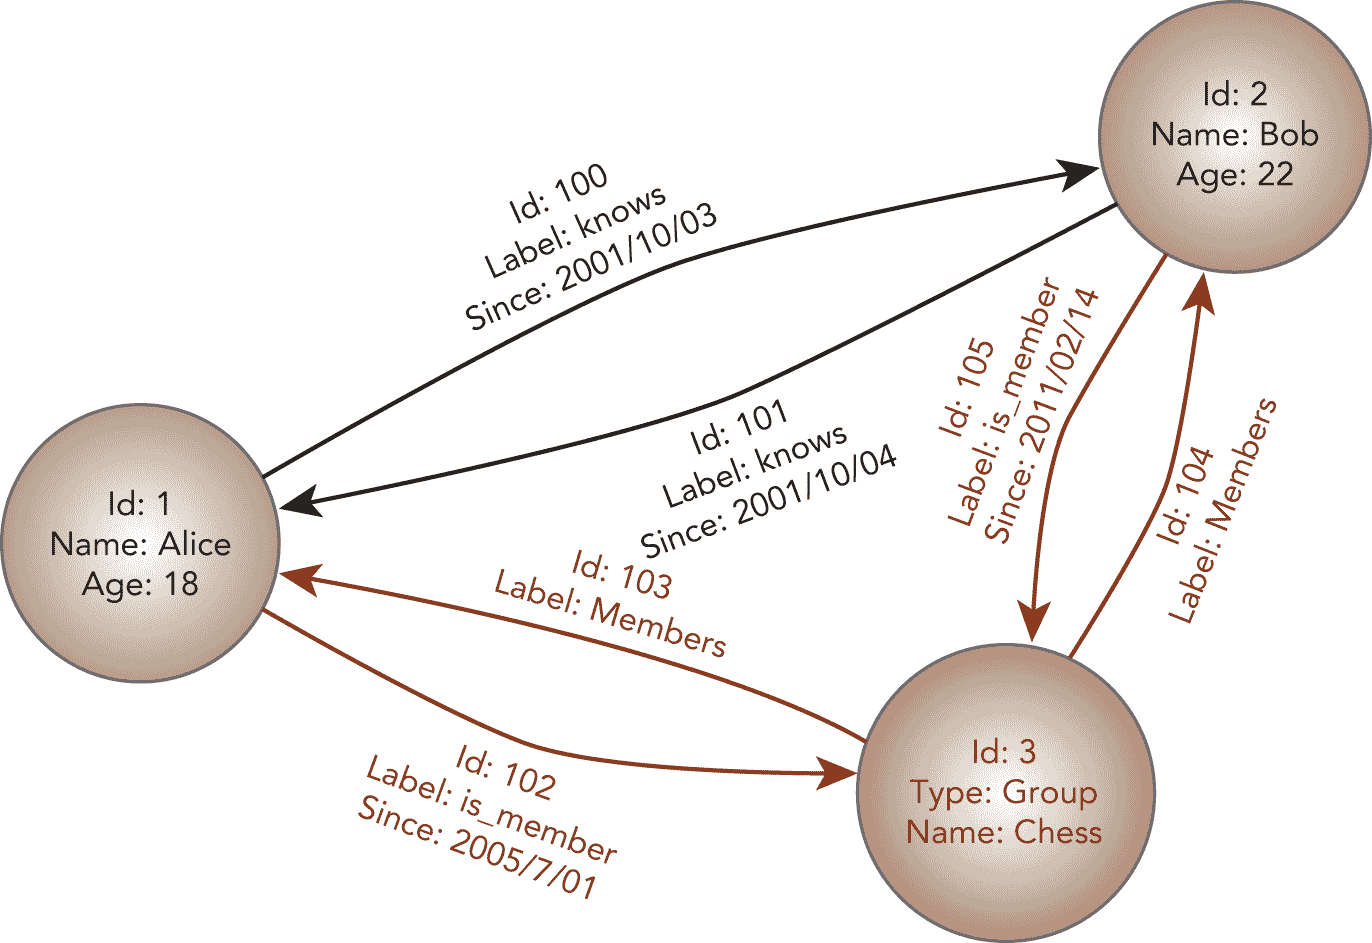 Id: 2
Name: Bob
Age: 22
Id: 100
Label: knows
Since: 2001/10/03
Id: 101
Label: knows
Since: 2001/10/04
Id: 105
Label: is_member
Since: 2011/02/14
Id: 104
Label: Members
Id: 1
Name: Alice
Age: 18
Id: 103
Label: Members
Id: 102
Label: is_member
Since: 2005/7/01
Id: 3
Type: Group
Name: Chess